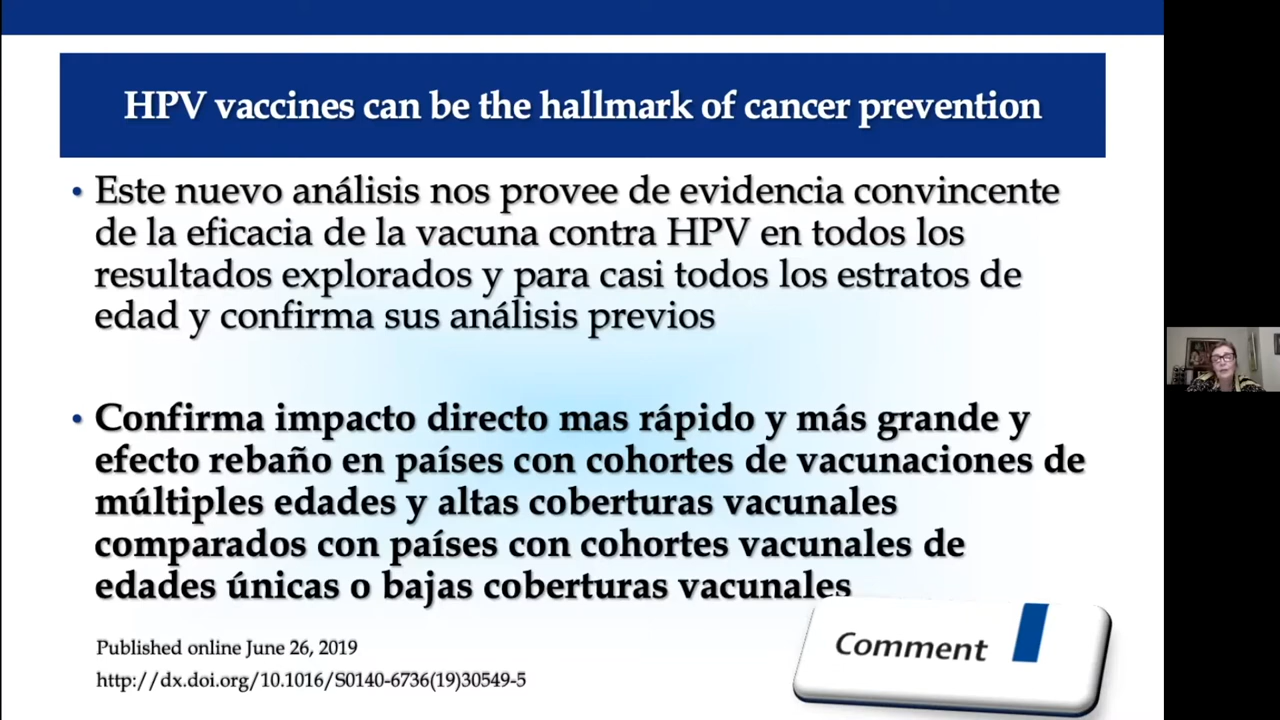 HPV vaccines can be the hallmark of cancer prevention
• Este nuevo análisis nos provee de evidencia convincente
de la eficacia de la vacuna contra HPV en todos los
resultados explorados y para casi todos los estratos de
edad y confirma sus análisis previos
• Confirma impacto directo mas rápido y más grande y
efecto rebaño en países con cohortes de vacunaciones de
múltiples edades y altas coberturas vacunales
comparados con países con cohortes vacunales de
edades únicas o bajas coberturas vacunales
Comment
Published online June 26, 2019
http://dx.doi.org/10.1016/S0140-6736(19)30549-5